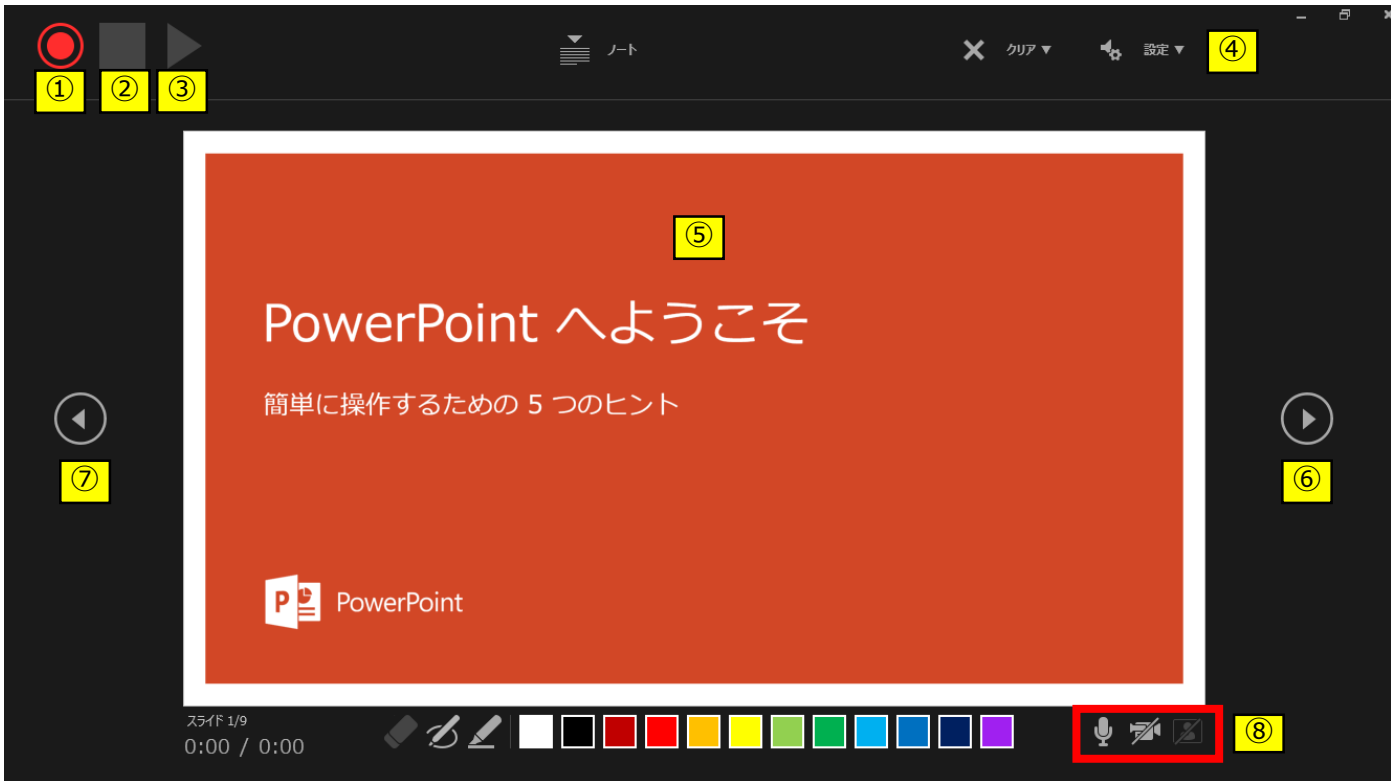 ノート
クリア ▼
設定 ▼
④
① ② ③
⑤
PowerPoint へようこそ
簡単に操作するための 5 つのヒント
⑦
⑥
P
PowerPoint
スライド 1/9
0:00 / 0:00
⑧